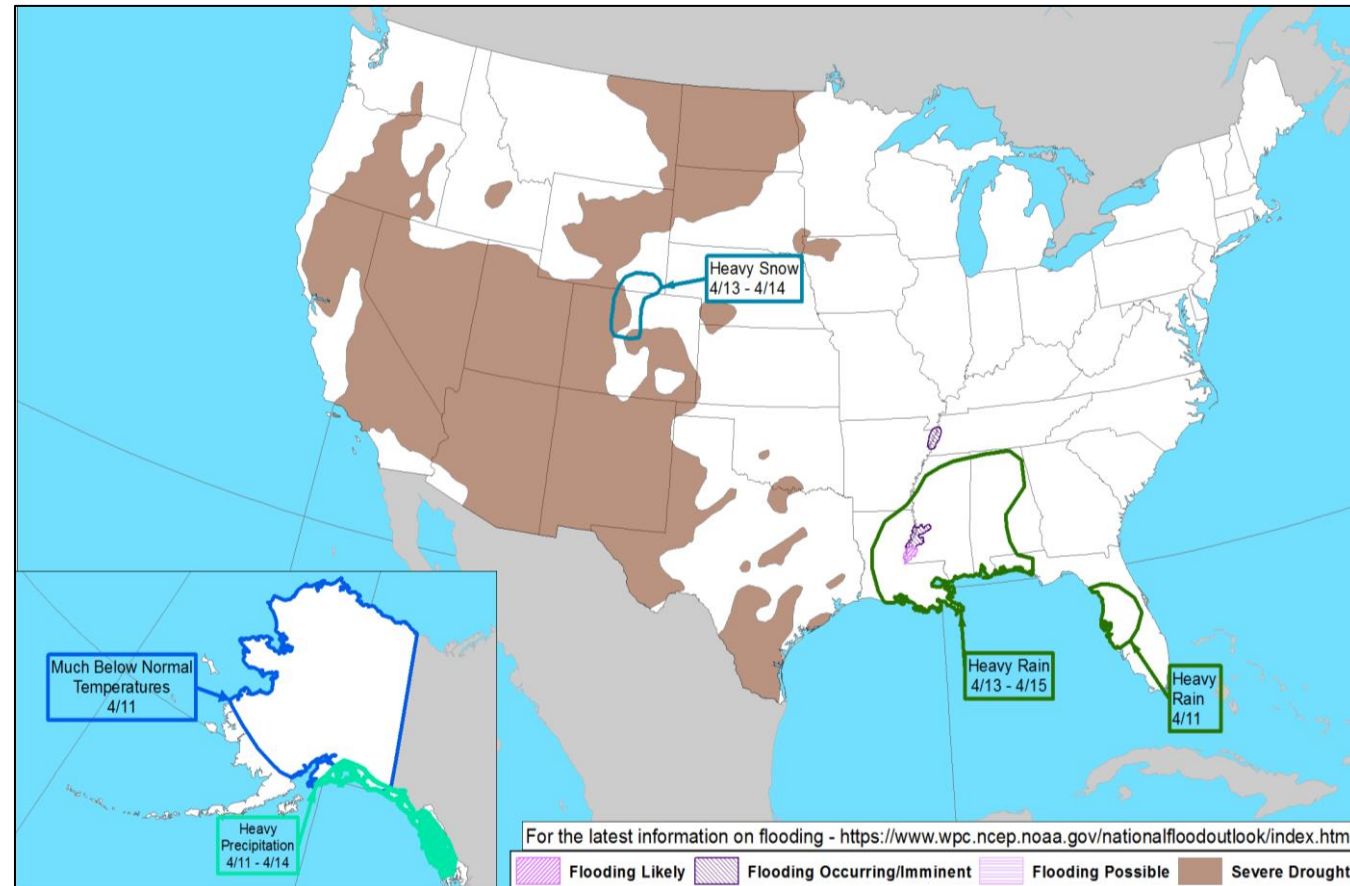 Heavy Snow
4/13 - 4/14
Much Below Normal
Temperatures
4/11
Heavy Rain
4/13 - 4/15
Heavy
Rain
4/11
Heavy
Precipitation
4/11 - 4/14
For the latest information on flooding - https://www.wpc.ncep.noaa.gov/nationalfloodoutlook/index.htm
Flooding Likely
Flooding Occurring/Imminent
Flooding Possible
Severe Drought